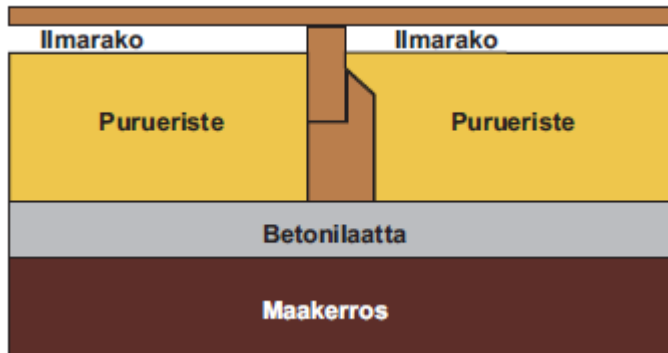 Ilmarako
Ilmarako
Purueriste
Purueriste
Betonilaatta
Maakerros